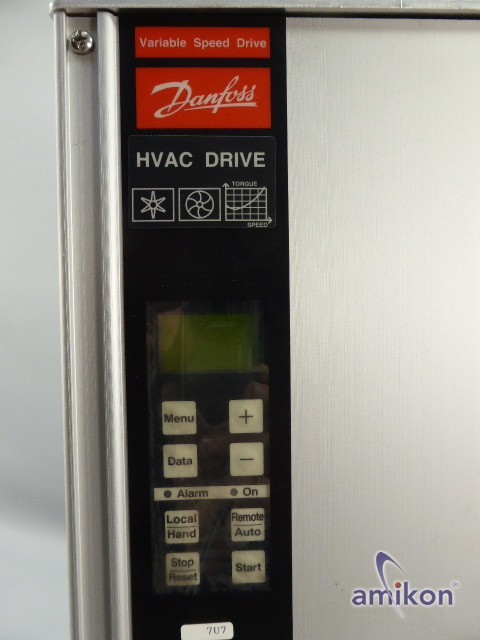 Variable Speed Drive
Danfoss
HVAC DRIVE
TORQUE
SPEED
Menu
+
Data
−
Alarm
On
Local
Hand
Remote
Auto
Stop
Reset
Start
707
amikon®